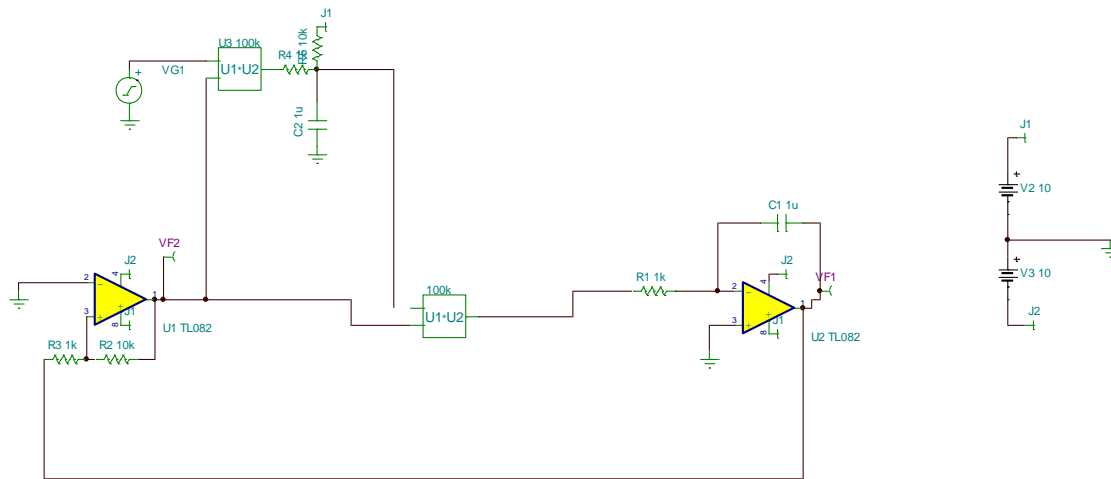 J1
U3 100k
10k
R4 1k
VG1
U1*U2
C2 1u
J1
V2 10
C1 1u
VF2
J2
J2
V3 10
VF1
100k
R1 1k
2
4
1
3
J1
8
U1 TL082
U1*U2
2
4
1
3
J1
8
U2 TL082
J2
R3 1k
R2 10k